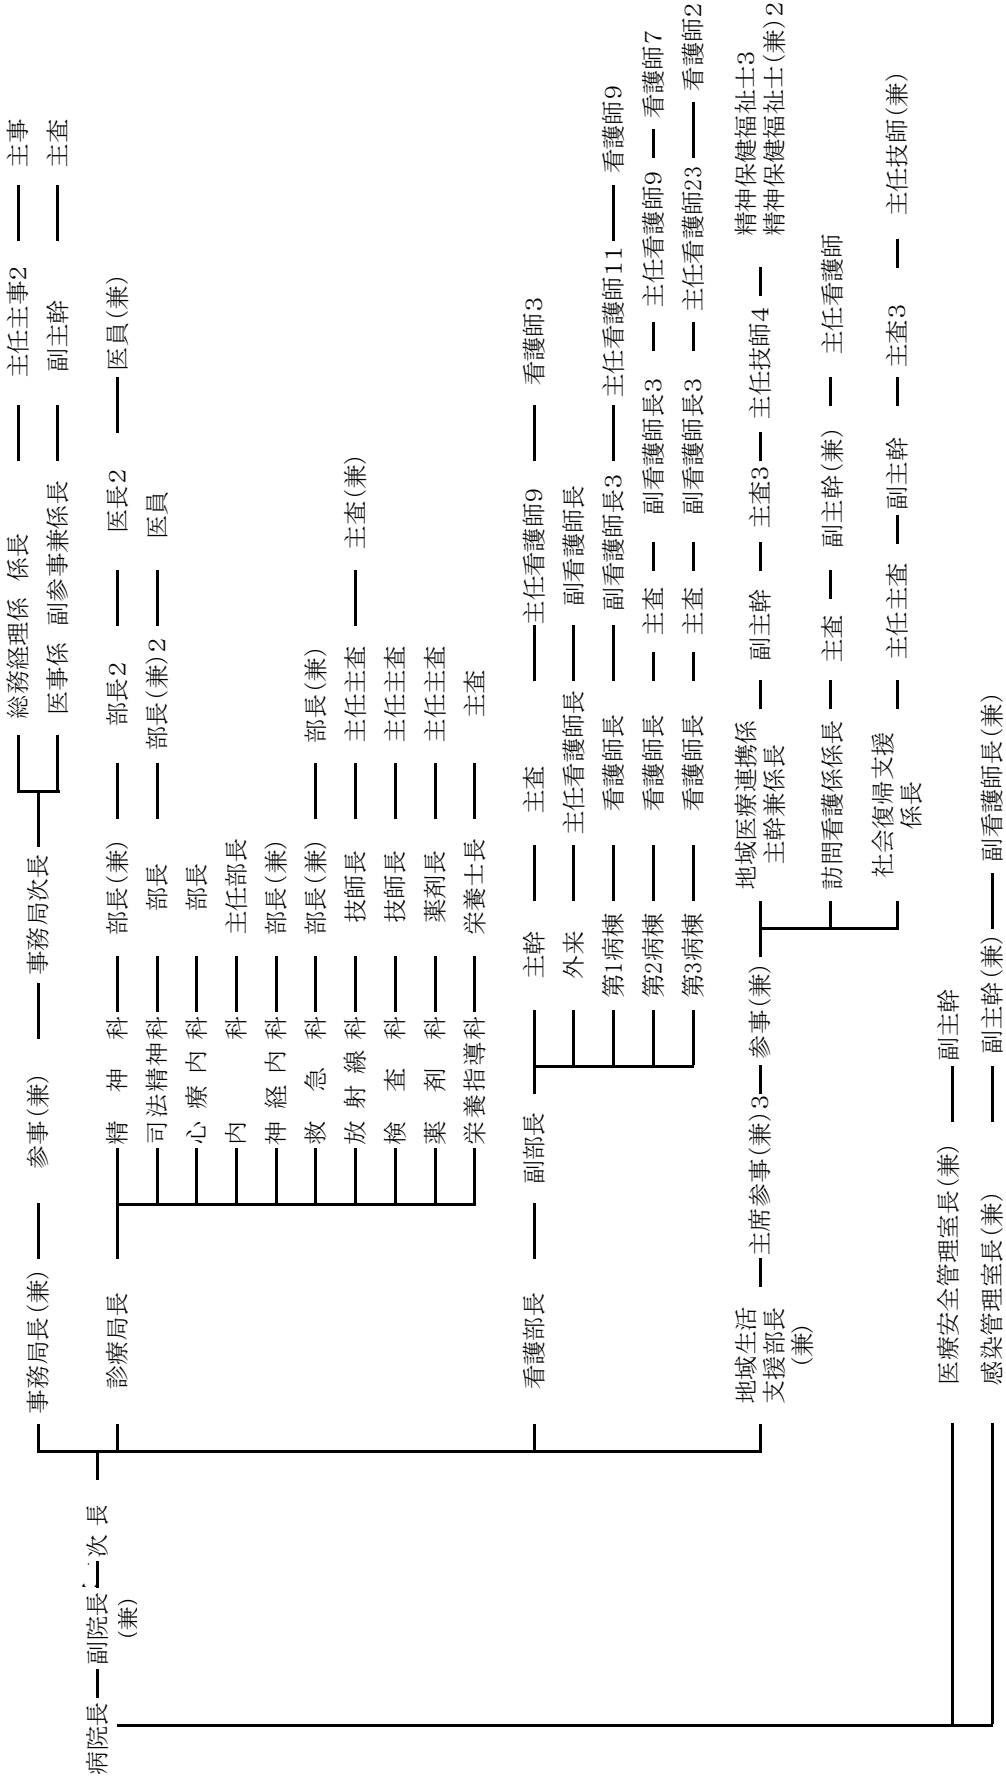 病院長 副院長 次長
(兼)
事務局長(兼) 参事(兼) 事務局次長
総務経理係 係長 主任主事2 主事
医事係 副参事兼係長 副主幹 主査
診療局長
精神科 部長(兼) 部長2 医長2 医員(兼)
司法精神科 部長 部長(兼)2 医員
心療内科 部長
内科 主任部長
神経内科 部長(兼)
救急科 部長(兼) 部長(兼)
放射線科 技師長 主任主査 主査(兼)
検査科 技師長 主任主査
薬剤科 薬剤長 主任主査
栄養指導科 栄養士長 主査
看護部長 副部長
主幹 主査 主任看護師9 看護師3
外来 主任看護師長 副看護師長
第1病棟 看護師長 副看護師長3 主任看護師11 看護師9
第2病棟 看護師長 主査 副看護師長3 主任看護師9 看護師7
第3病棟 看護師長 主査 副看護師長3 主任看護師23 看護師2
地域生活
支援部長
(兼)
主席参事(兼)3 参事(兼)
地域医療連携係
主幹兼係長
副主幹 主査3 主任技師4
精神保健福祉士3
精神保健福祉士(兼)2
訪問看護係係長 主査 副主幹(兼) 主任看護師
社会復帰支援
係長
主任主査 副主幹 主査3 主任技師(兼)
医療安全管理室長(兼) 副主幹
感染管理室長(兼) 副主幹(兼) 副看護師長(兼)